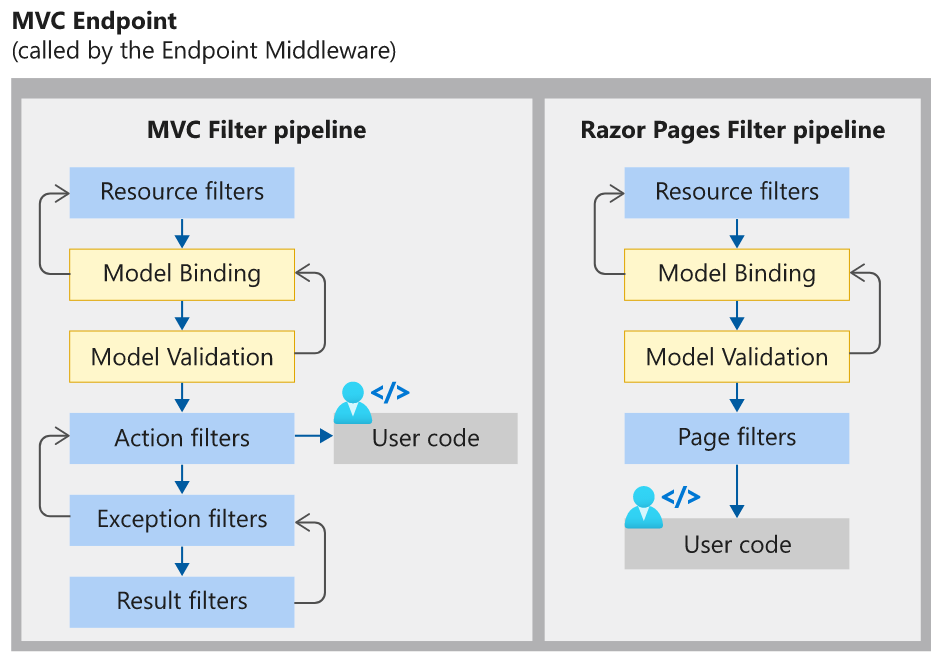 MVC Endpoint
(called by the Endpoint Middleware)
MVC Filter pipeline
Resource filters
Model Binding
Model Validation
Action filters
</>
User code
Exception filters
Result filters
Razor Pages Filter pipeline
Resource filters
Model Binding
Model Validation
Page filters
</>
User code